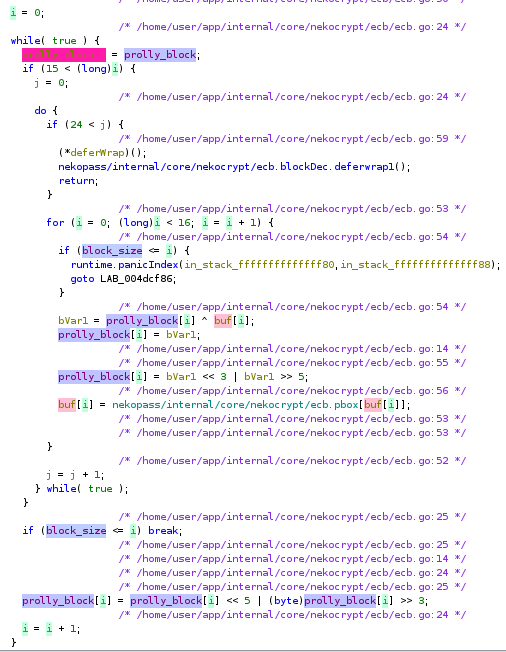 i = 0;
/* /home/user/app/internal/core/nekocrypt/ecb/ecb.go:24 */
while( true ) {
= prolly_block;
if (15 < (long)i) {
j = 0;
/* /home/user/app/internal/core/nekocrypt/ecb/ecb.go:24 */
do {
if (24 < j) {
/* /home/user/app/internal/core/nekocrypt/ecb/ecb.go:59 */
(*deferWrap)();
nekopass/internal/core/nekocrypt/ecb.blockDec.deferwrap1();
return;
}
/* /home/user/app/internal/core/nekocrypt/ecb/ecb.go:53 */
for (i = 0; (long)i < 16; i = i + 1) {
/* /home/user/app/internal/core/nekocrypt/ecb/ecb.go:54 */
if (block_size <= i) {
runtime.panicIndex(in_stack_ffffffffffffff80,in_stack_ffffffffffffff88);
goto LAB_004dcf86;
}
/* /home/user/app/internal/core/nekocrypt/ecb/ecb.go:54 */
bVar1 = prolly_block[i] ^ buf[i];
prolly_block[i] = bVar1;
/* /home/user/app/internal/core/nekocrypt/ecb/ecb.go:14 */
/* /home/user/app/internal/core/nekocrypt/ecb/ecb.go:55 */
prolly_block[i] = bVar1 << 3 | bVar1 >> 5;
/* /home/user/app/internal/core/nekocrypt/ecb/ecb.go:56 */
buf[i] = nekopass/internal/core/nekocrypt/ecb.pbox[buf[i]];
/* /home/user/app/internal/core/nekocrypt/ecb/ecb.go:53 */
/* /home/user/app/internal/core/nekocrypt/ecb/ecb.go:53 */
}
/* /home/user/app/internal/core/nekocrypt/ecb/ecb.go:52 */
j = j + 1;
} while( true );
}
/* /home/user/app/internal/core/nekocrypt/ecb/ecb.go:25 */
if (block_size <= i) break;
/* /home/user/app/internal/core/nekocrypt/ecb/ecb.go:25 */
/* /home/user/app/internal/core/nekocrypt/ecb/ecb.go:14 */
/* /home/user/app/internal/core/nekocrypt/ecb/ecb.go:24 */
/* /home/user/app/internal/core/nekocrypt/ecb/ecb.go:25 */
prolly_block[i] = prolly_block[i] << 5 | (byte)prolly_block[i] >> 3;
/* /home/user/app/internal/core/nekocrypt/ecb/ecb.go:24 */
i = i + 1;
}